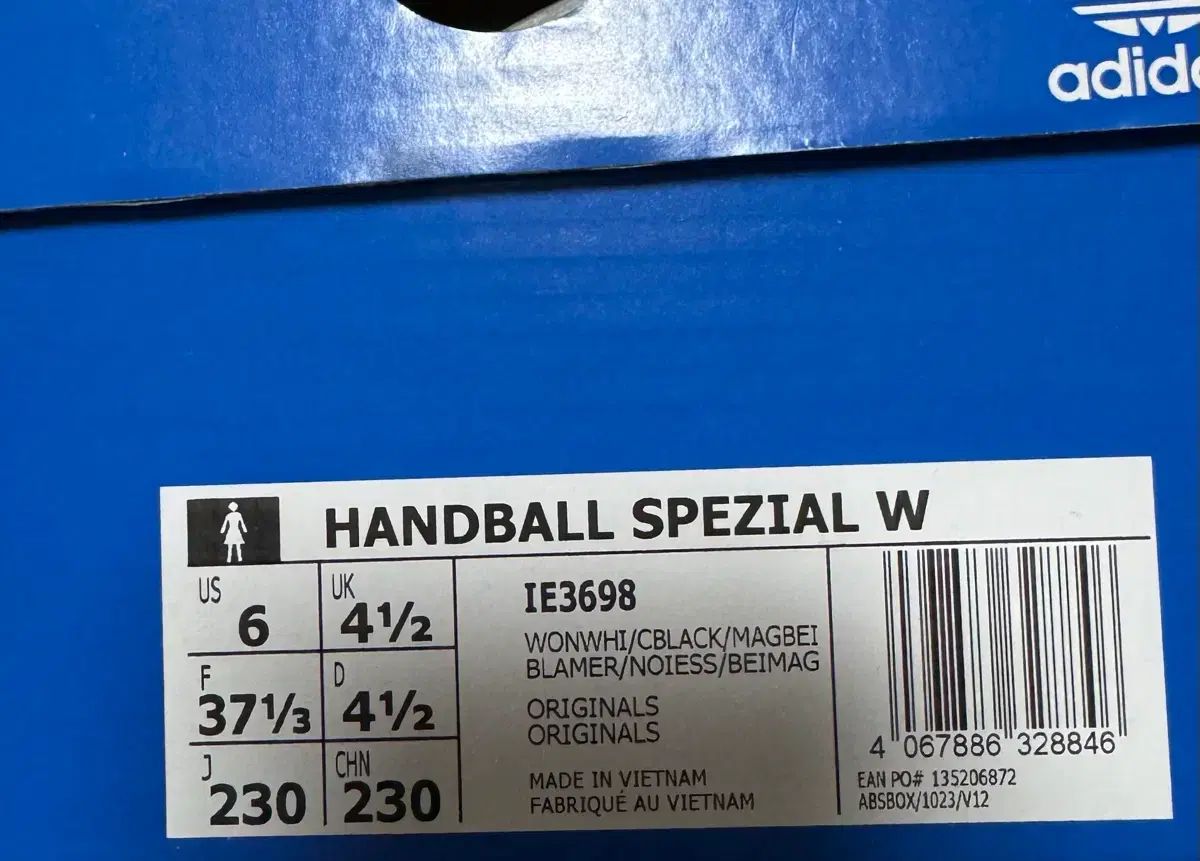 adidas
HANDBALL SPEZIAL W
US 6
UK 4½
F 37⅓
D 4½
J 230
CHN 230
IE3698
WONWHI/CBLACK/MAGBEI
BLAMER/NOIESS/BEIMAG
ORIGINALS
ORIGINALS
MADE IN VIETNAM
FABRIQUÉ AU VIETNAM
4 067886 328846
EAN PO# 135206872
ABSBOX/1023/V12